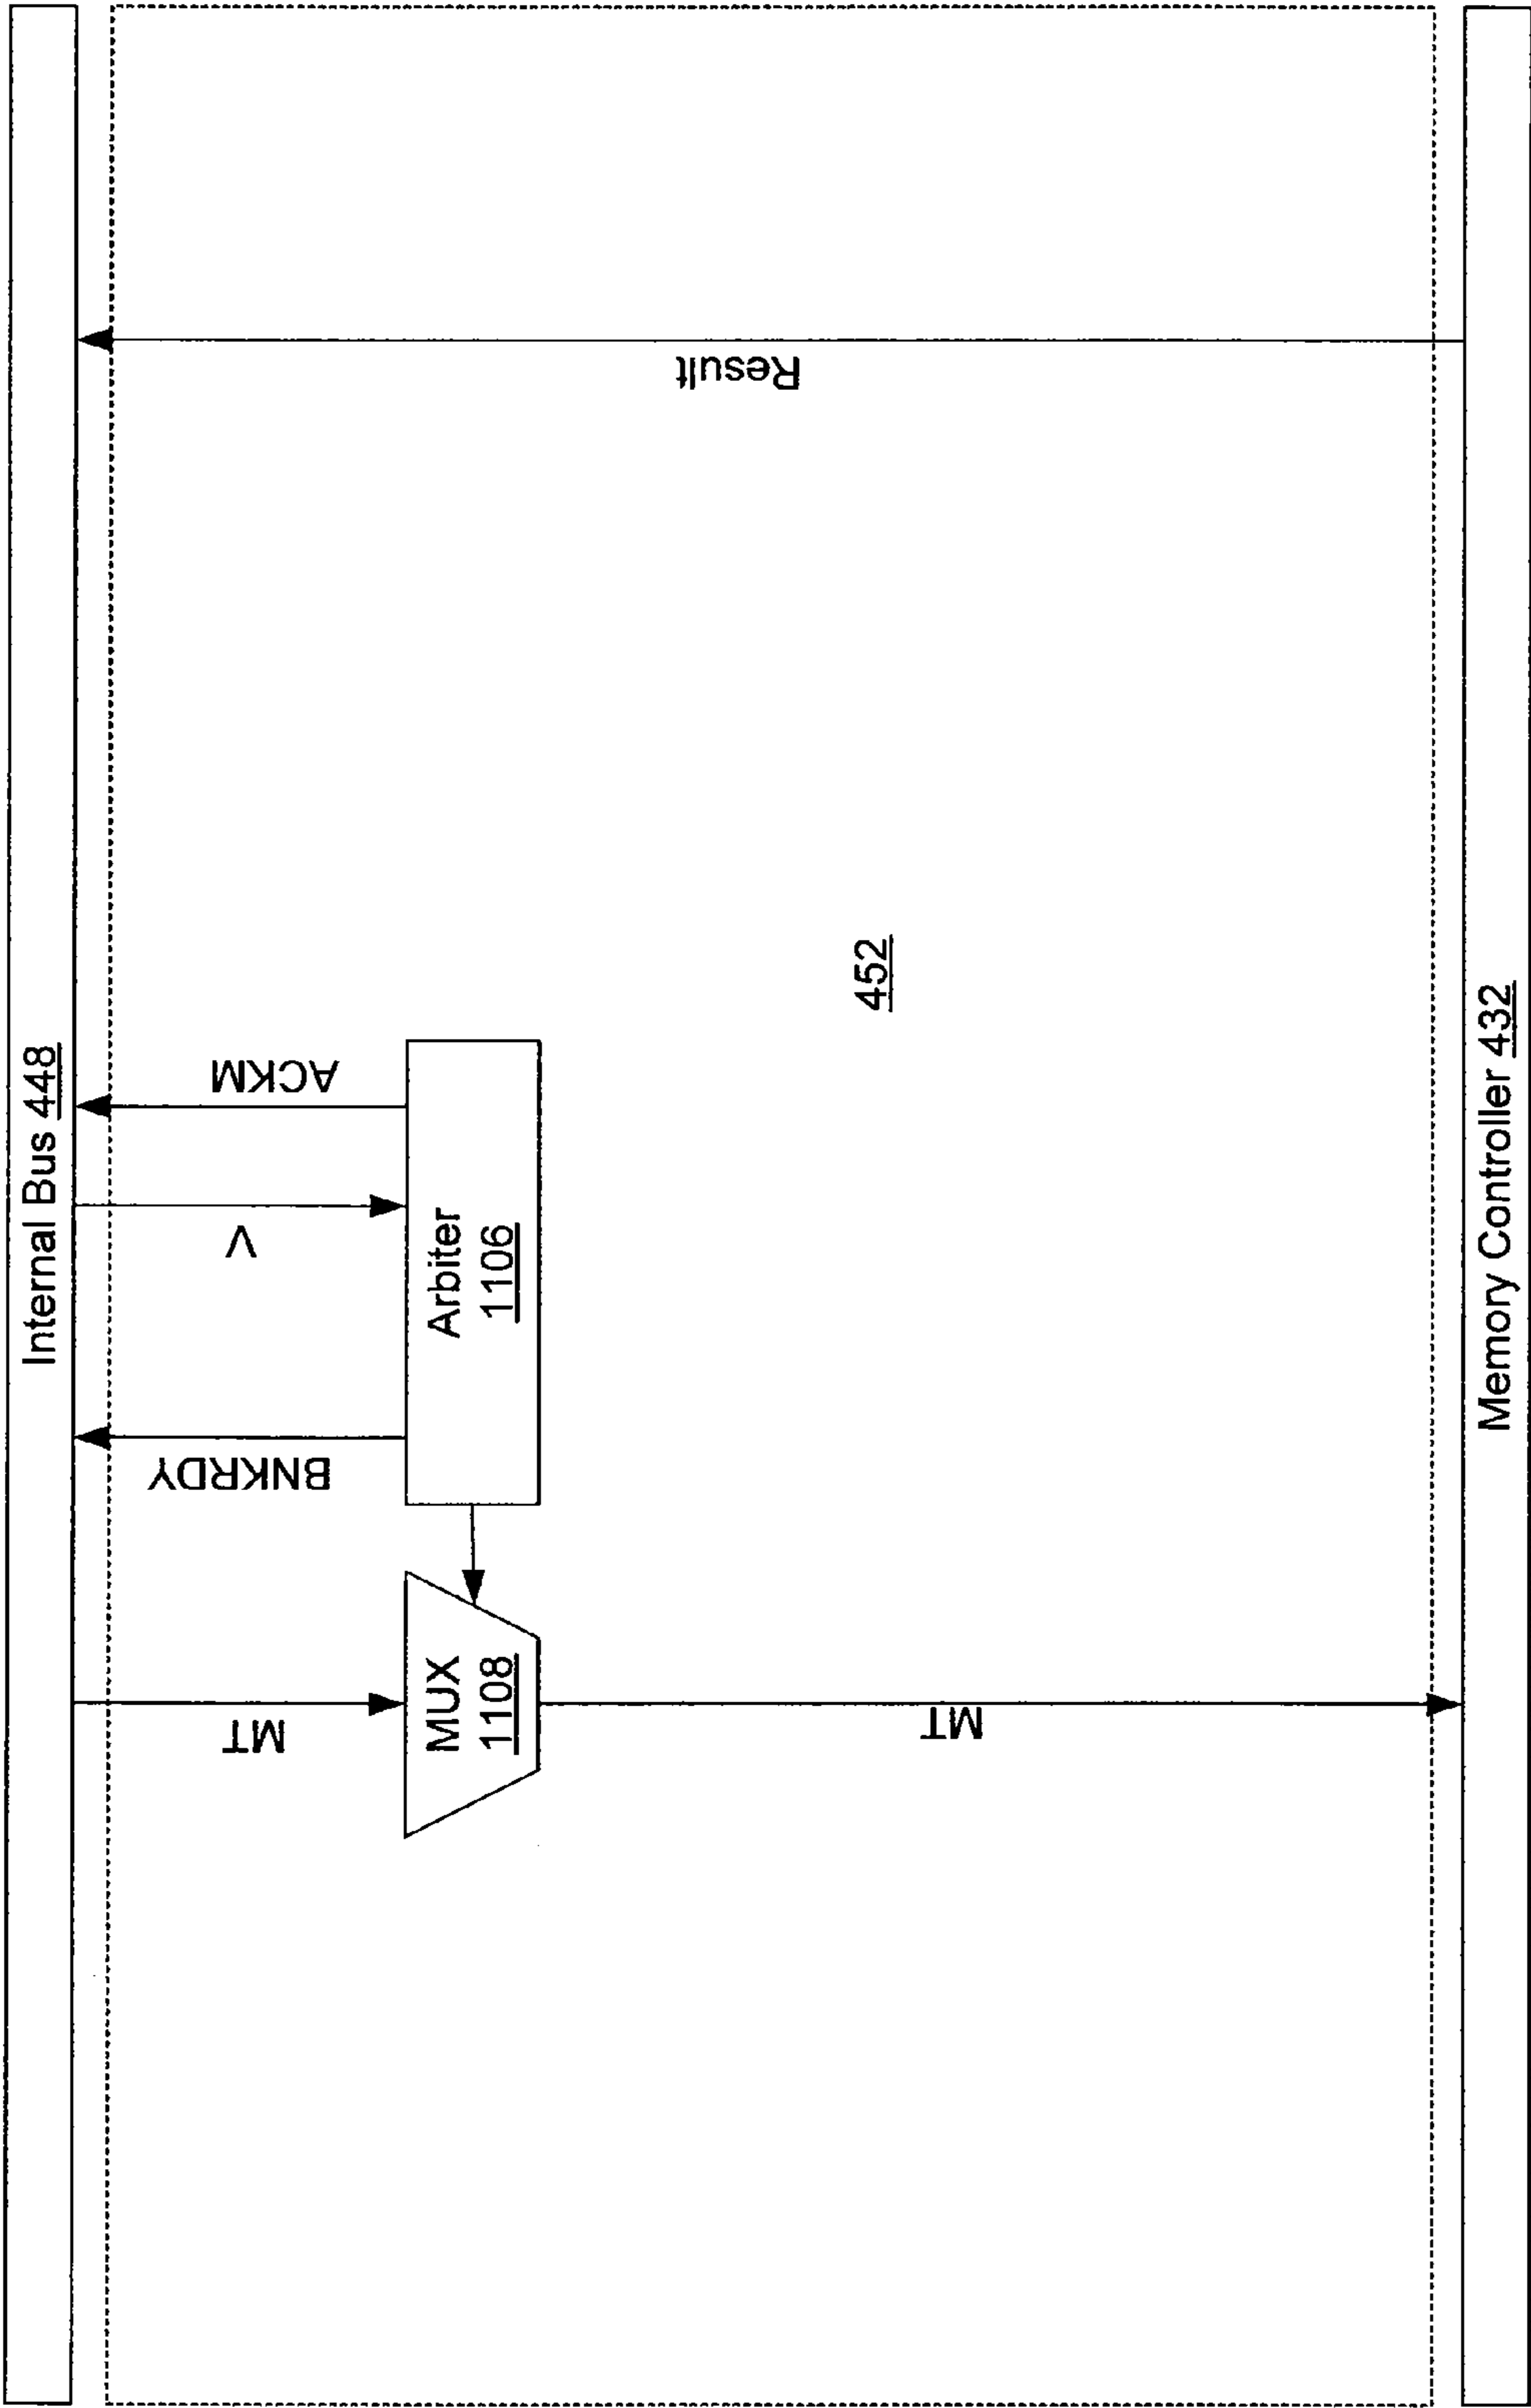 Internal Bus 448
MT
BNKRDY
V
ACKM
MUX
1108
Arbiter
1106
452
MT
Result
Memory Controller 432